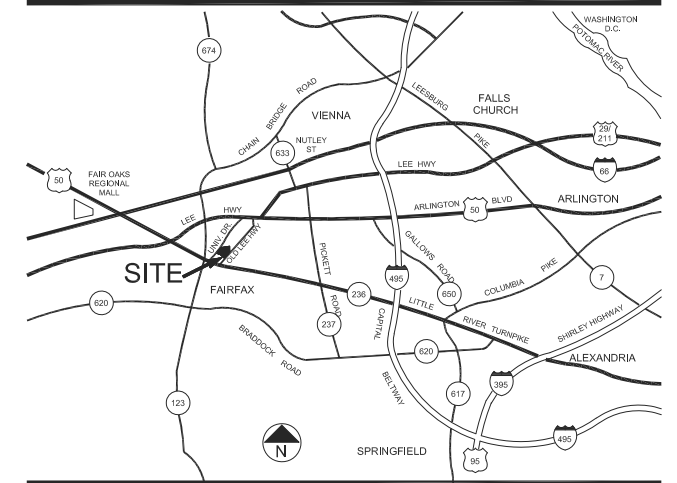 WASHINGTON
D.C.
POTOMAC RIVER
674
CHAIN BRIDGE ROAD
VIENNA
LEESBURG PIKE
FALLS
CHURCH
29/
211
NUTLEY
ST
633
LEE HWY
66
50
FAIR OAKS
REGIONAL
MALL
LEE HWY
ARLINGTON BLVD
50
ARLINGTON
UNIV. DR.
OLD LEE HWY
SITE
FAIRFAX
PICKETT ROAD
GALLOWS ROAD
495
COLUMBIA PIKE
7
650
236
LITTLE RIVER TURNPIKE
620
237
CAPITAL BELTWAY
SHIRLEY HIGHWAY
BRADDOCK ROAD
620
ALEXANDRIA
395
617
123
N
SPRINGFIELD
495
95